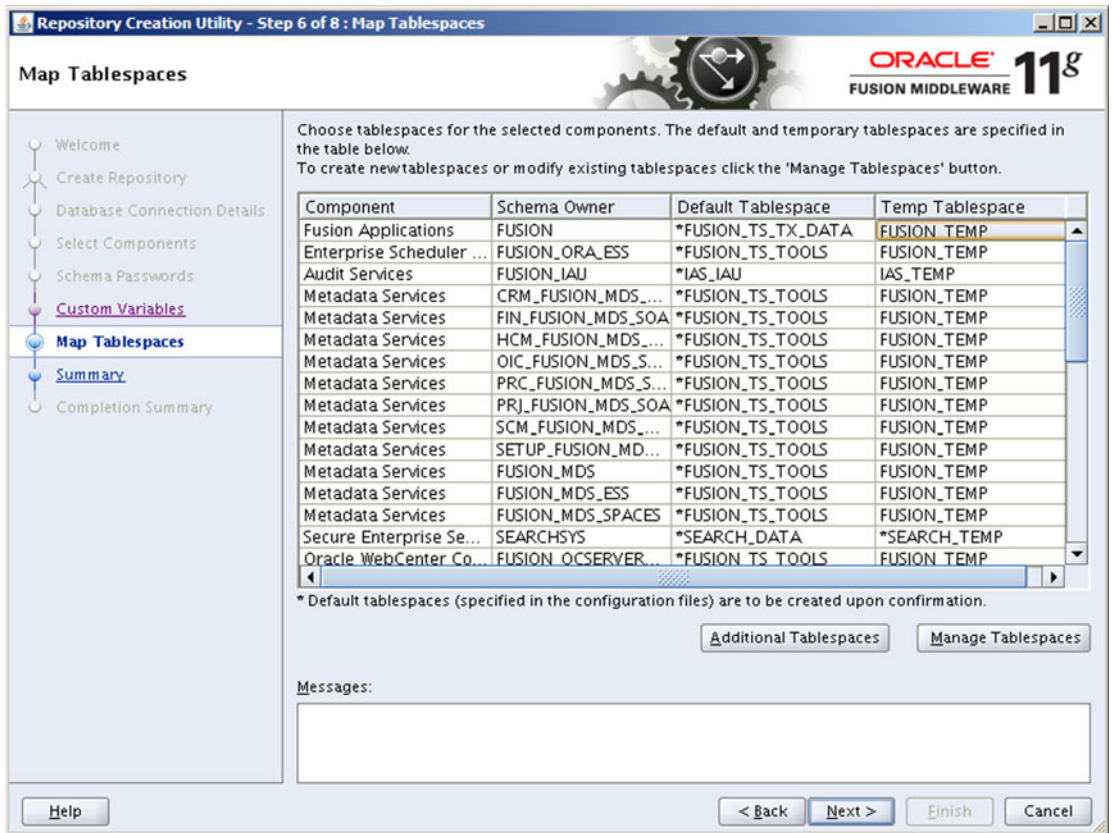 Repository Creation Utility - Step 6 of 8 : Map Tablespaces
Map Tablespaces
ORACLE
FUSION MIDDLEWARE
11g
Welcome
Create Repository
Database Connection Details
Select Components
Schema Passwords
Custom Variables
Map Tablespaces
Summary
Completion Summary
Choose tablespaces for the selected components. The default and temporary tablespaces are specified in
the table below.
To create new tablespaces or modify existing tablespaces click the 'Manage Tablespaces' button.
Component Schema Owner Default Tablespace Temp Tablespace
Fusion Applications FUSION *FUSION_TS_TX_DATA FUSION_TEMP
Enterprise Scheduler ... FUSION_ORA_ESS *FUSION_TS_TOOLS FUSION_TEMP
Audit Services FUSION_IAU *IAS_IAU IAS_TEMP
Metadata Services CRM_FUSION_MDS_... *FUSION_TS_TOOLS FUSION_TEMP
Metadata Services FIN_FUSION_MDS_SOA *FUSION_TS_TOOLS FUSION_TEMP
Metadata Services HCM_FUSION_MDS_... *FUSION_TS_TOOLS FUSION_TEMP
Metadata Services OIC_FUSION_MDS_S... *FUSION_TS_TOOLS FUSION_TEMP
Metadata Services PRC_FUSION_MDS_S... *FUSION_TS_TOOLS FUSION_TEMP
Metadata Services PRJ_FUSION_MDS_SOA *FUSION_TS_TOOLS FUSION_TEMP
Metadata Services SCM_FUSION_MDS_... *FUSION_TS_TOOLS FUSION_TEMP
Metadata Services SETUP_FUSION_MD... *FUSION_TS_TOOLS FUSION_TEMP
Metadata Services FUSION_MDS *FUSION_TS_TOOLS FUSION_TEMP
Metadata Services FUSION_MDS_ESS *FUSION_TS_TOOLS FUSION_TEMP
Metadata Services FUSION_MDS_SPACES *FUSION_TS_TOOLS FUSION_TEMP
Secure Enterprise Se... SEARCHSYS *SEARCH_DATA *SEARCH_TEMP
Oracle WebCenter Co... FUSION_OCSERVER... *FUSION_TS_TOOLS FUSION_TEMP
* Default tablespaces (specified in the configuration files) are to be created upon confirmation.
Additional Tablespaces Manage Tablespaces
Messages:
Help < Back Next > Finish Cancel